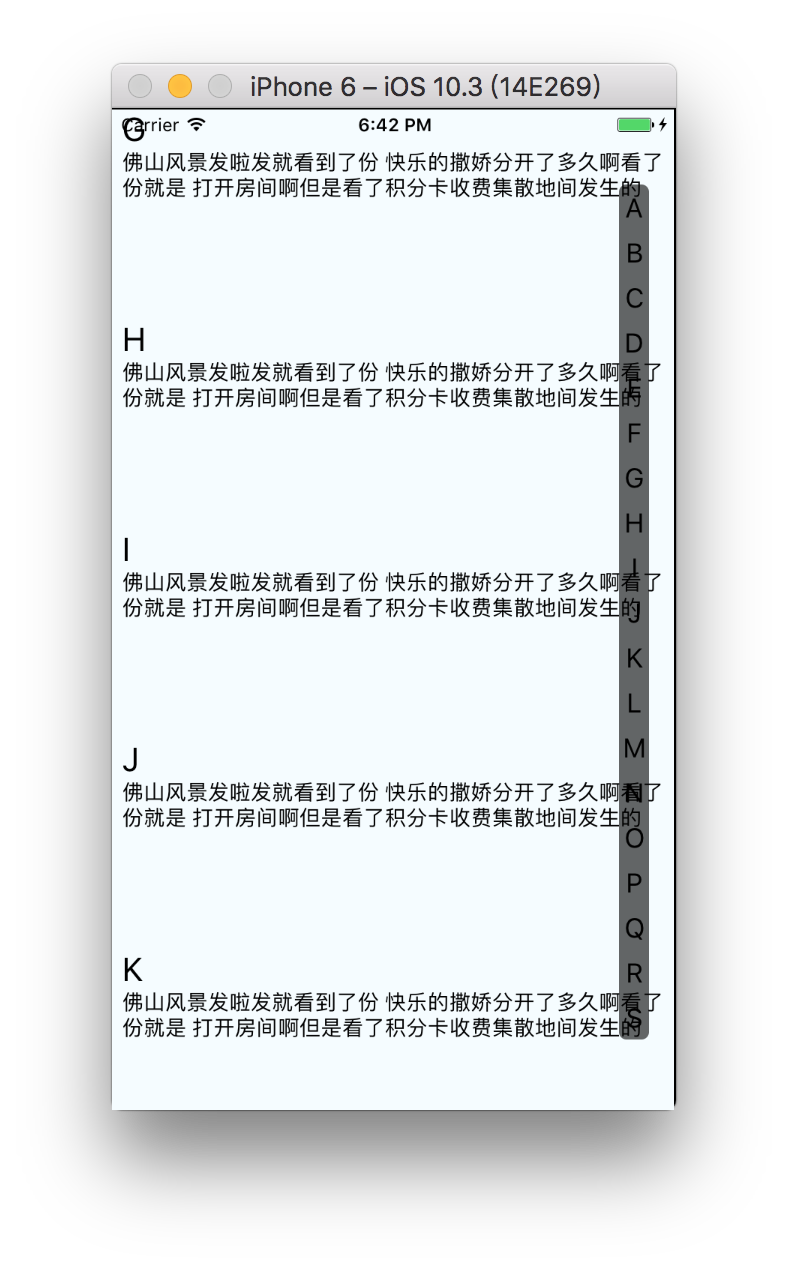 iPhone 6 – iOS 10.3 (14E269)
Carrier 6:42 PM
G
佛山风景发啦发就看到了份 快乐的撒娇分开了多久啊看了
份就是 打开房间啊但是看了积分卡收费集散地间发生的
H
佛山风景发啦发就看到了份 快乐的撒娇分开了多久啊看了
份就是 打开房间啊但是看了积分卡收费集散地间发生的
I
佛山风景发啦发就看到了份 快乐的撒娇分开了多久啊看了
份就是 打开房间啊但是看了积分卡收费集散地间发生的
J
佛山风景发啦发就看到了份 快乐的撒娇分开了多久啊看了
份就是 打开房间啊但是看了积分卡收费集散地间发生的
K
佛山风景发啦发就看到了份 快乐的撒娇分开了多久啊看了
份就是 打开房间啊但是看了积分卡收费集散地间发生的
A
B
C
D
E
F
G
H
I
J
K
L
M
N
O
P
Q
R
S